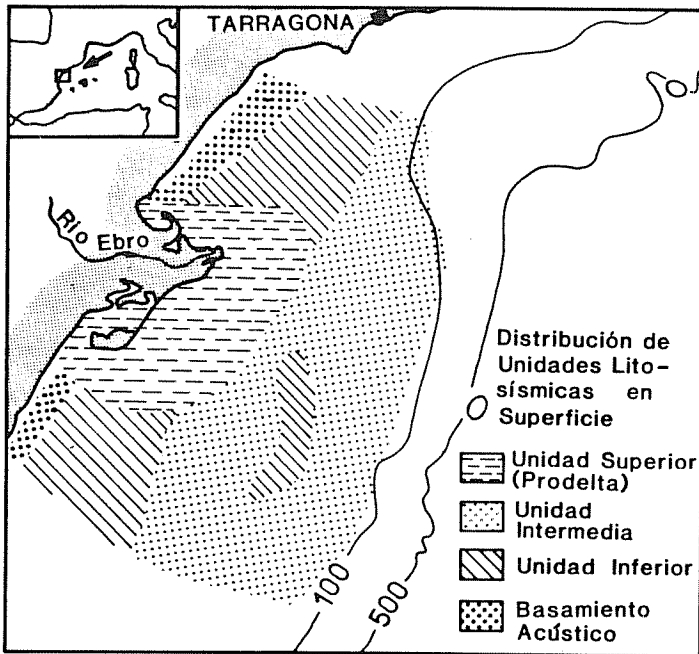 TARRAGONA
Río Ebro
Distribución de
Unidades Lito-
sísmicas en
Superficie
Unidad Superior
(Prodelta)
Unidad
Intermedia
Unidad Inferior
Basamiento
Acústico
100
500